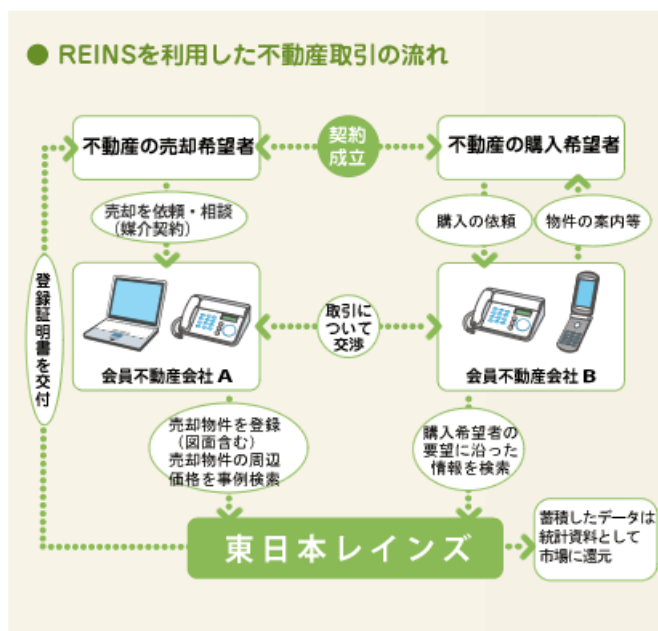 ● REINSを利用した不動産取引の流れ
不動産の売却希望者
契約
成立
不動産の購入希望者
売却を依頼・相談
(媒介契約)
購入の依頼
物件の案内等
登録証明書を交付
会員不動産会社 A
取引に
ついて
交渉
会員不動産会社 B
売却物件を登録
(図面含む)
売却物件の周辺
価格を事例検索
購入希望者の
要望に沿った
情報を検索
東日本レインズ
蓄積したデータは
統計資料として
市場に還元